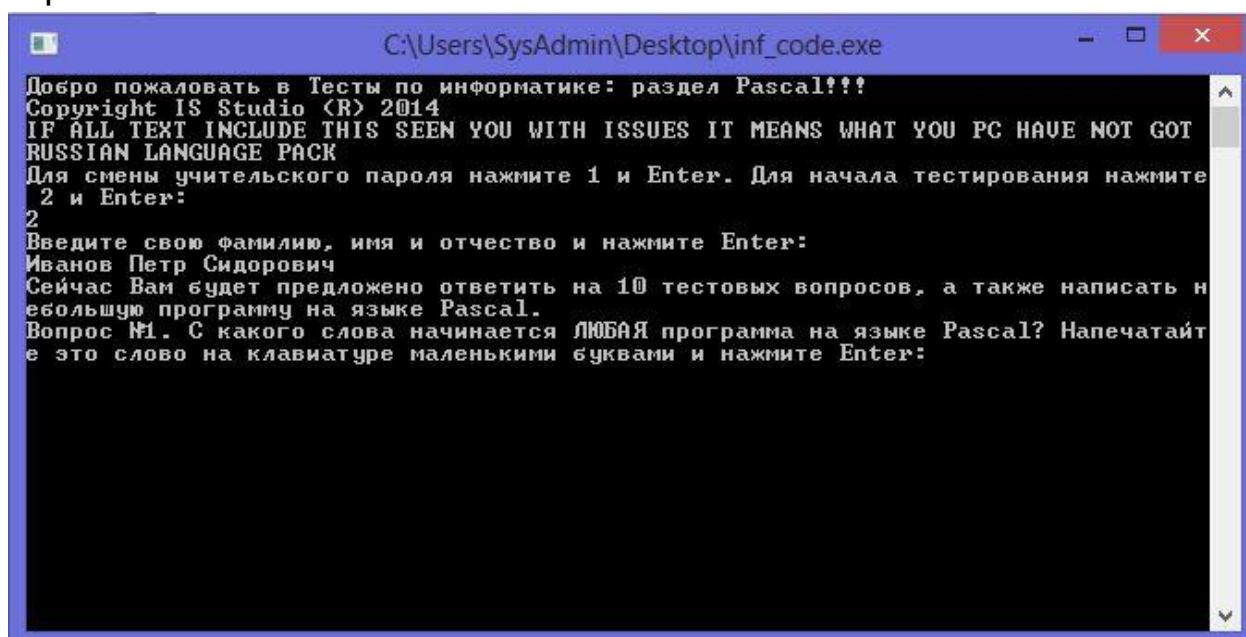 C:\Users\SysAdmin\Desktop\inf_code.exe
Добро пожаловать в Тесты по информатике: раздел Pascal!!!
Copyright IS Studio (R) 2014
IF ALL TEXT INCLUDE THIS SEEN YOU WITH ISSUES IT MEANS WHAT YOU PC HAVE NOT GOT
RUSSIAN LANGUAGE PACK
Для смены учительского пароля нажмите 1 и Enter. Для начала тестирования нажмите
2 и Enter:
2
Введите свою фамилию, имя и отчество и нажмите Enter:
Иванов Петр Сидорович
Сейчас Вам будет предложено ответить на 10 тестовых вопросов, а также написать н
ебольшую программу на языке Pascal.
Вопрос №1. С какого слова начинается ЛЮБАЯ программа на языке Pascal? Напечатайт
е это слово на клавиатуре маленькими буквами и нажмите Enter: